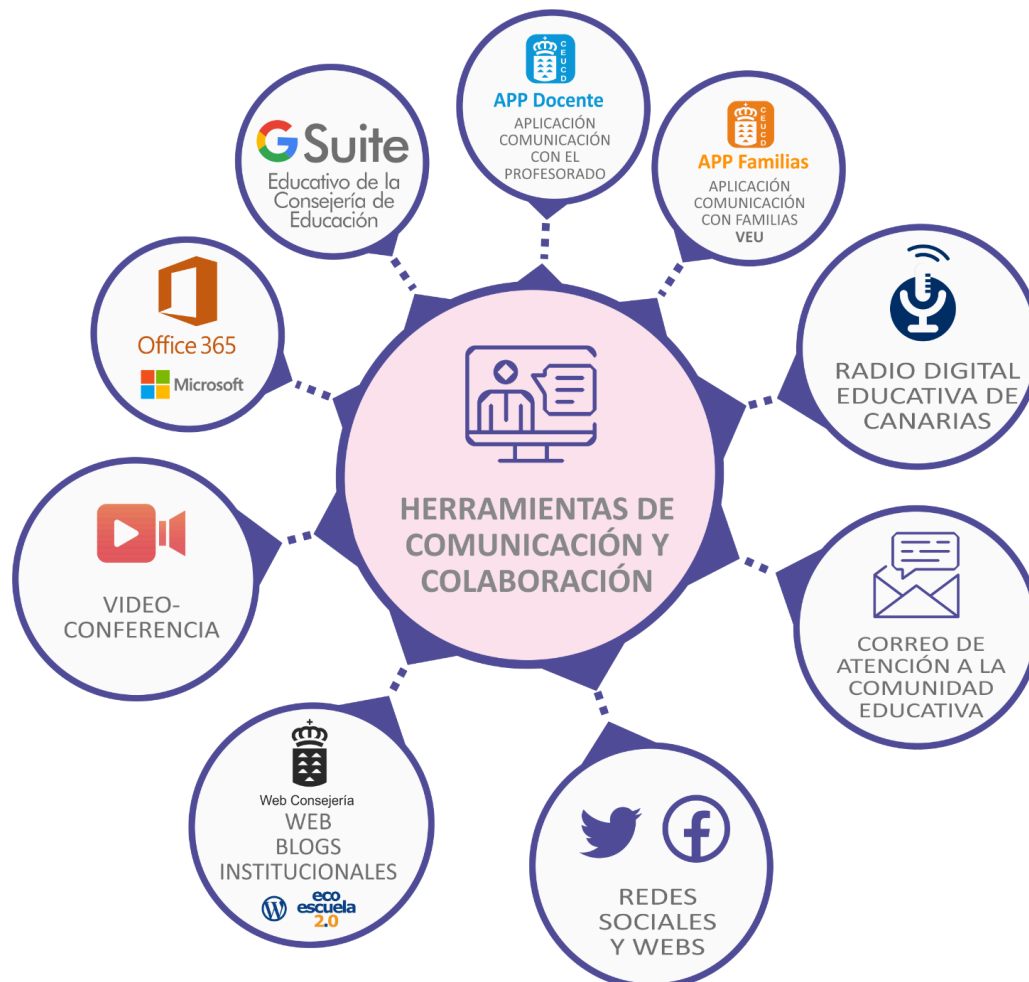 CEUCD
APP Docente
APLICACIÓN
COMUNICACIÓN
CON EL
PROFESORADO
CEUCD
APP Familias
APLICACIÓN
COMUNICACIÓN
CON FAMILIAS
VEU
G Suite
Educativo de la
Consejería de
Educación
Office 365
Microsoft
RADIO DIGITAL
EDUCATIVA DE
CANARIAS
HERRAMIENTAS DE
COMUNICACIÓN Y
COLABORACIÓN
VIDEO-
CONFERENCIA
CORREO DE
ATENCIÓN A LA
COMUNIDAD
EDUCATIVA
Web Consejería
WEB
BLOGS
INSTITUCIONALES
eco
escuela
2.0
REDES
SOCIALES
Y WEBS